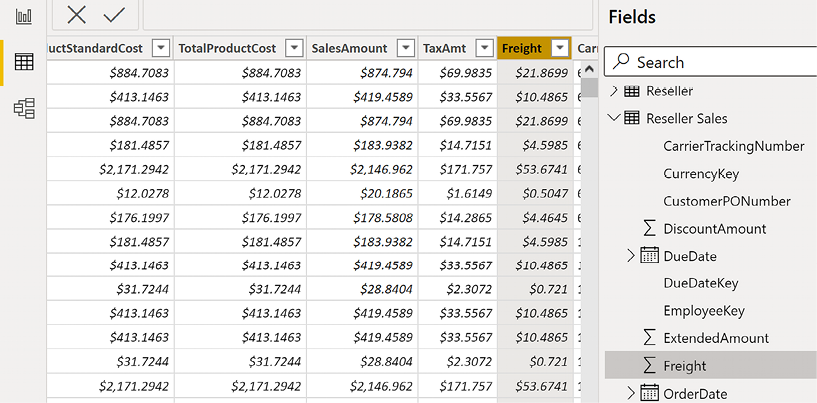 Fields
uctStandardCost TotalProductCost SalesAmount TaxAmt Freight Carr
Search
$884.7083 $884.7083 $874.794 $69.9835 $21.8699 6
Reseller
$413.1463 $413.1463 $419.4589 $33.5567 $10.4865 6
Reseller Sales
$884.7083 $884.7083 $874.794 $69.9835 $21.8699 6
CarrierTrackingNumber
$181.4857 $181.4857 $183.9382 $14.7151 $4.5985 6
$2,171.2942 $2,171.2942 $2,146.962 $171.757 $53.6741 6
CurrencyKey
$12.0278 $12.0278 $20.1865 $1.6149 $0.5047 6
CustomerPONumber
$176.1997 $176.1997 $178.5808 $14.2865 $4.4645 6
DiscountAmount
$181.4857 $181.4857 $183.9382 $14.7151 $4.5985 1
DueDate
$413.1463 $413.1463 $419.4589 $33.5567 $10.4865
DueDateKey
$31.7244 $31.7244 $28.8404 $2.3072 $0.721 1
EmployeeKey
$413.1463 $413.1463 $419.4589 $33.5567 $10.4865 1
$413.1463 $413.1463 $419.4589 $33.5567 $10.4865 1
ExtendedAmount
$31.7244 $31.7244 $28.8404 $2.3072 $0.721 1
Freight
$2,171.2942 $2,171.2942 $2,146.962 $171.757 $53.6741 1
OrderDate